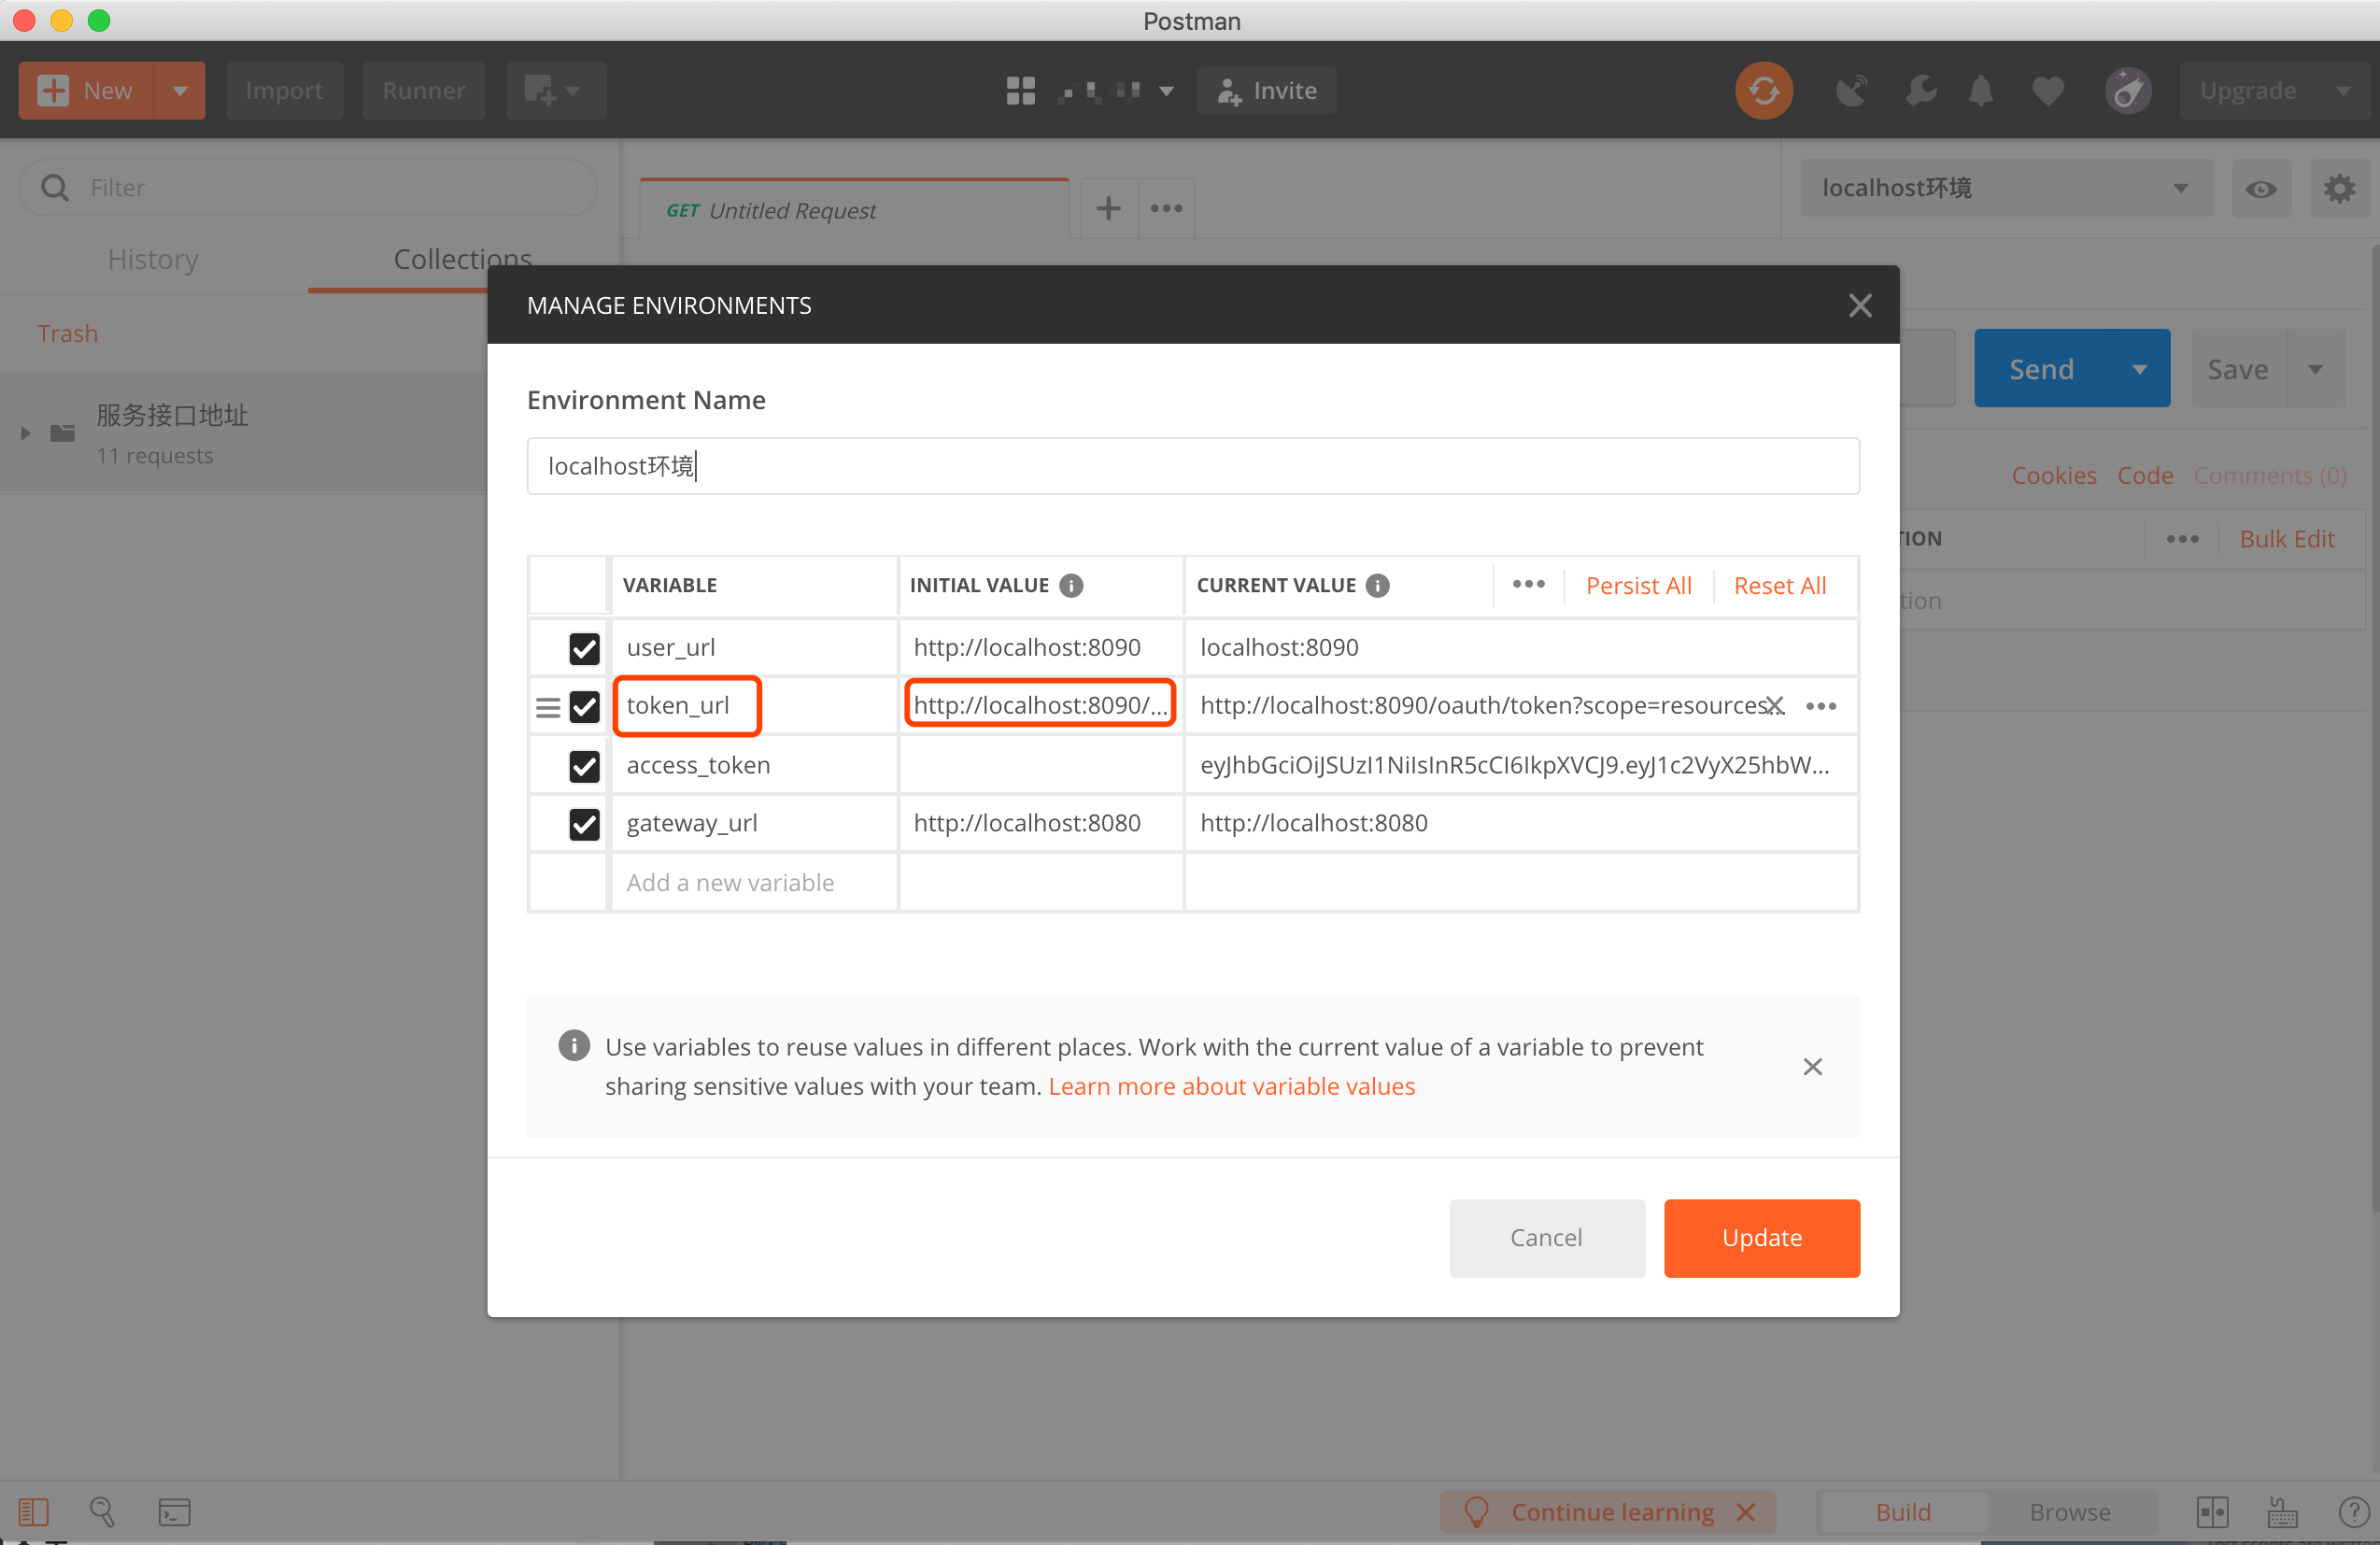 Postman
New
Import
Runner
Invite
Upgrade
Filter
GET Untitled Request
localhost环境
History
Collections
Trash
服务接口地址
11 requests
Send
Save
Cookies
Code
Comments (0)
TION
Bulk Edit
tion
MANAGE ENVIRONMENTS
Environment Name
localhost环境
VARIABLE INITIAL VALUE CURRENT VALUE Persist All Reset All
user_url http://localhost:8090 localhost:8090
token_url http://localhost:8090/... http://localhost:8090/oauth/token?scope=resources...
access_token eyJhbGciOiJSUzI1NiIsInR5cCI6IkpXVCJ9.eyJ1c2VyX25hbW...
gateway_url http://localhost:8080 http://localhost:8080
Add a new variable
Use variables to reuse values in different places. Work with the current value of a variable to prevent
sharing sensitive values with your team. Learn more about variable values
Cancel
Update
Continue learning
Build
Browse